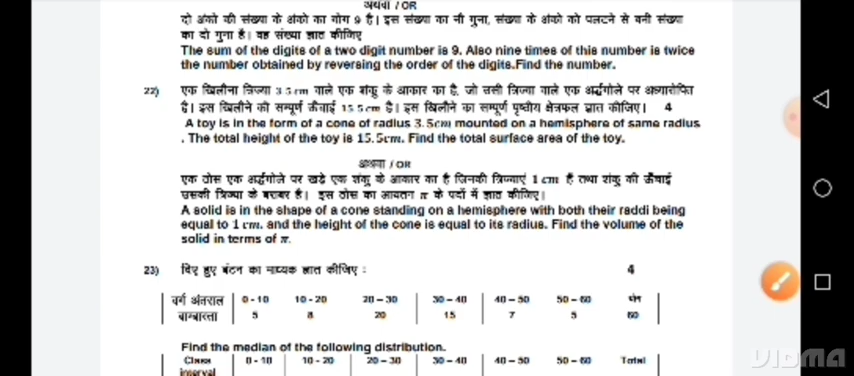 अथवा / OR
दो अंको की संख्या के अंको का योग 9 है। इस संख्या का नौ गुना, संख्या के अंको को पलटने से बनी संख्या
का दो गुना है। वह संख्या ज्ञात कीजिए
The sum of the digits of a two digit number is 9. Also nine times of this number is twice
the number obtained by reversing the order of the digits.Find the number.
22) एक खिलौना त्रिज्या 3.5 cm वाले एक शंकु के आकार का है, जो उसी त्रिज्या वाले एक अर्द्धगोले पर अध्यारोपित
है। इस खिलौने की सम्पूर्ण ऊँचाई 15.5 cm है। इस खिलौने का सम्पूर्ण पृष्ठीय क्षेत्रफल ज्ञात कीजिए। 4
A toy is in the form of a cone of radius 3.5cm mounted on a hemisphere of same radius
. The total height of the toy is 15.5cm. Find the total surface area of the toy.
अथवा / OR
एक ठोस एक अर्द्धगोले पर खड़े एक शंकु के आकार का है जिनकी त्रिज्याएं 1 cm हैं तथा शंकु की ऊँचाई
उसकी त्रिज्या के बराबर है। इस ठोस का आयतन π के पदों में ज्ञात कीजिए।
A solid is in the shape of a cone standing on a hemisphere with both their raddi being
equal to 1 cm. and the height of the cone is equal to its radius. Find the volume of the
solid in terms of π.
23) दिए हुए बंटन का माध्यक ज्ञात कीजिए : 4
वर्ग अंतराल 0 - 10 10 - 20 20 – 30 30 – 40 40 – 50 50 – 60 योग
बारम्बारता 5 8 20 15 7 5 60
Find the median of the following distribution.
Class 0 - 10 10 - 20 20 – 30 30 – 40 40 – 50 50 – 60 Total
interval
VIDMA